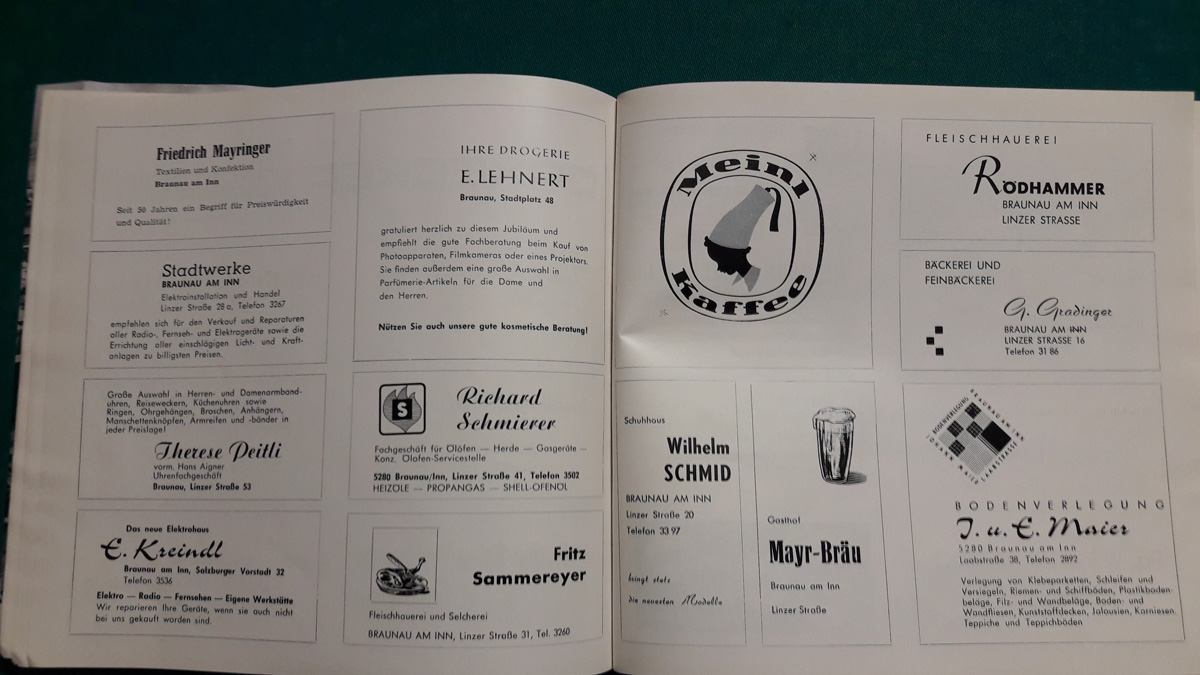 Friedrich Mayringer
Textilien und Konfektion
Braunau am Inn
Seit 50 Jahren ein Begriff für Preiswürdigkeit
und Qualität!
Stadtwerke
BRAUNAU AM INN
Elektroinstallation und Handel
Linzer Straße 28 a, Telefon 3267
empfehlen sich für den Verkauf und Reparaturen
aller Radio-, Fernseh- und Elektrogeräte sowie die
Errichtung aller einschlägigen Licht- und Kraft-
anlagen zu billigsten Preisen.
Große Auswahl in Herren- und Damenarmband-
uhren, Reiseweckern, Küchenuhren sowie
Ringen, Ohrgehängen, Broschen, Anhängern,
Manschettenknöpfen, Armreifen und -bänder in
jeder Preislage!
Therese Peitli
vorm. Hans Aigner
Uhrenfachgeschäft
Braunau, Linzer Straße 53
Das neue Elektrohaus
E. Kreindl
Braunau am Inn, Salzburger Vorstadt 32
Telefon 3536
Elektro — Radio — Fernsehen — Eigene Werkstätte
Wir reparieren Ihre Geräte, wenn sie auch nicht
bei uns gekauft worden sind.
IHRE DROGERIE
E. LEHNERT
Braunau, Stadtplatz 48
gratuliert herzlich zu diesem Jubiläum und
empfiehlt die gute Fachberatung beim Kauf von
Photoapparaten, Filmkameras oder eines Projektors.
Sie finden außerdem eine große Auswahl in
Parfümerie-Artikeln für die Dame und
den Herren.
Nützen Sie auch unsere gute kosmetische Beratung!
S
Richard
Schmierer
Fachgeschäft für Ölöfen — Herde — Gasgeräte —
Konz. Ölofen-Servicestelle
5280 Braunau/Inn, Linzer Straße 41, Telefon 3502
HEIZÖLE — PROPANGAS — SHELL-OFENÖL
Fritz
Sammereyer
Fleischhauerei und Selcherei
BRAUNAU AM INN, Linzer Straße 31, Tel. 3260
Meinl
Kaffee
Schuhhaus
Wilhelm
SCHMID
BRAUNAU AM INN
Linzer Straße 20
Telefon 33 97
bringt stets
die neuesten Modelle
Gasthof
Mayr-Bräu
Braunau am Inn
Linzer Straße
FLEISCHHAUEREI
RÖDHAMMER
BRAUNAU AM INN
LINZER STRASSE
BÄCKEREI UND
FEINBÄCKEREI
G. Gradinger
BRAUNAU AM INN
LINZER STRASSE 16
Telefon 31 86
BODENVERLEGUNG BRAUNAU AM INN
JOHANN MAIER LAABSTRASSE
BODENVERLEGUNG
J. u. E. Maier
5280 Braunau am Inn
Laabstraße 38, Telefon 2892
Verlegung von Klebeparketten, Schleifen und
Versiegeln, Riemen- und Schiffböden, Plastikboden-
beläge, Filz- und Wandbeläge, Boden- und
Wandfliesen, Kunststoffdecken, Jalousien, Karniesen,
Teppiche und Teppichböden